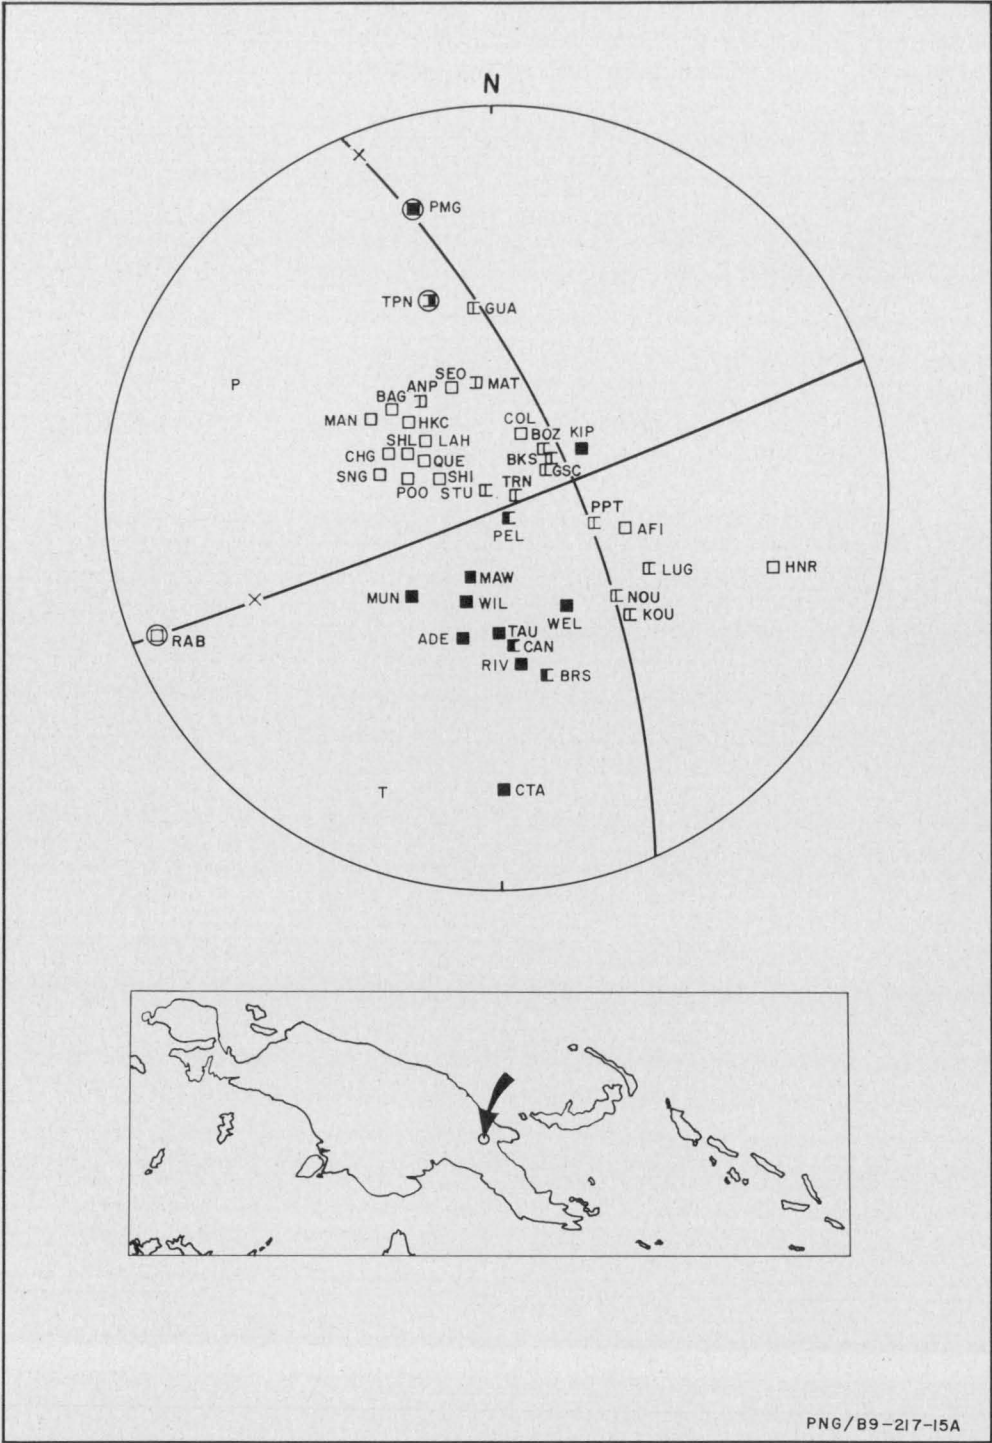 N
PMG
TPN
GUA
P
SEO
MAT
ANP
BAG
MAN
HKC
COL
BOZ
KIP
SHL
LAH
CHG
QUE
BKS
GSC
SNG
SHI
POO
STU
TRN
PPT
PEL
AFI
MAW
LUG
HNR
MUN
WIL
NOU
WEL
KOU
RAB
ADE
TAU
CAN
RIV
BRS
T
CTA
PNG/B9-217-15A